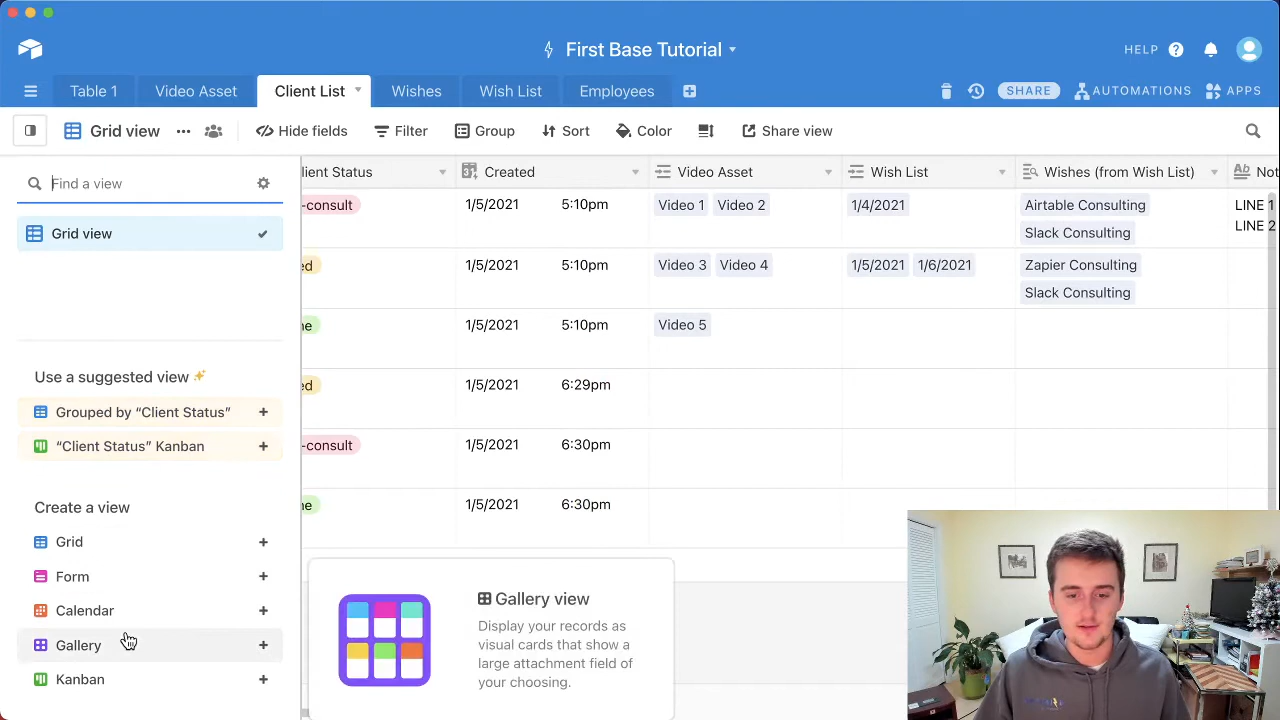 First Base Tutorial
HELP
Table 1
Video Asset
Client List
Wishes
Wish List
Employees
SHARE
AUTOMATIONS
APPS
Grid view
Hide fields
Filter
Group
Sort
Color
Share view
Find a view
Grid view
Use a suggested view
Grouped by “Client Status”
“Client Status” Kanban
Create a view
Grid
Form
Calendar
Gallery
Kanban
lient Status
Created
Video Asset
Wish List
Wishes (from Wish List)
Not
-consult
1/5/2021 5:10pm
Video 1 Video 2
1/4/2021
Airtable Consulting
Slack Consulting
LINE 1
LINE 2
ed
1/5/2021 5:10pm
Video 3 Video 4
1/5/2021 1/6/2021
Zapier Consulting
Slack Consulting
ne
1/5/2021 5:10pm
Video 5
ed
1/5/2021 6:29pm
-consult
1/5/2021 6:30pm
ne
1/5/2021 6:30pm
Gallery view
Display your records as
visual cards that show a
large attachment field of
your choosing.